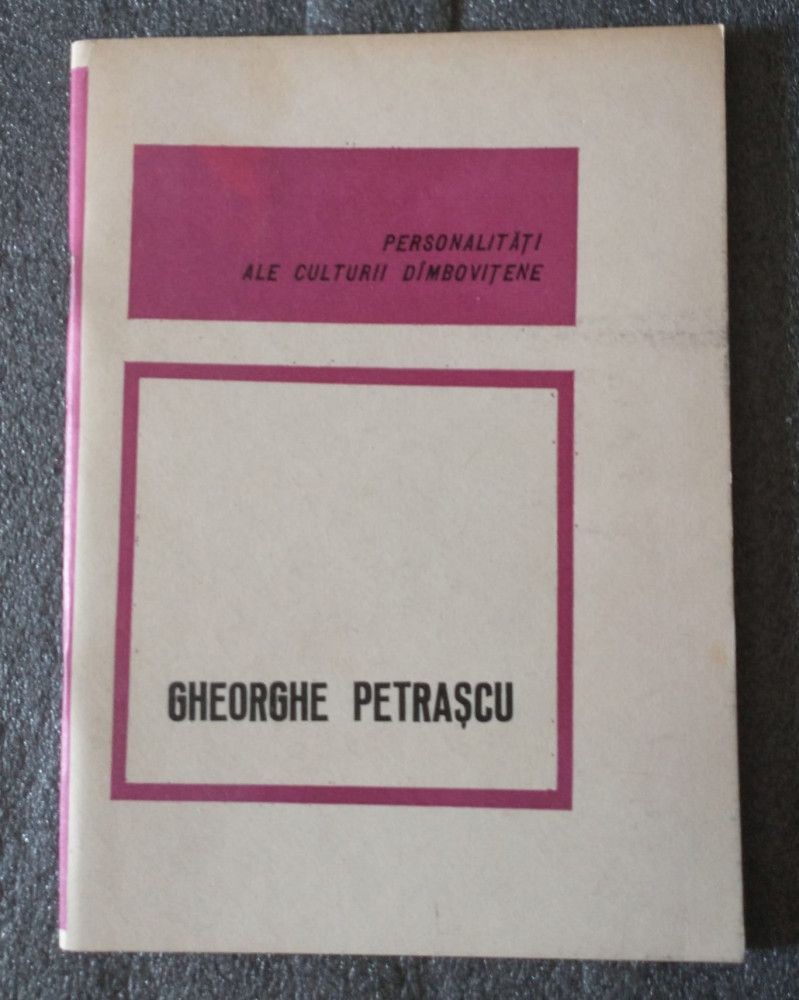 PERSONALITĂȚI
ALE CULTURII DÎMBOVIȚENE
GHEORGHE PETRAȘCU